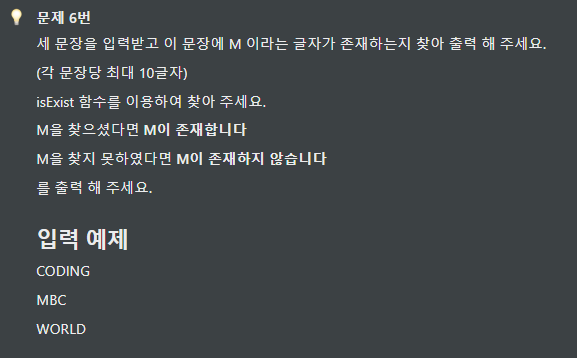 문제 6번
세 문장을 입력받고 이 문장에 M 이라는 글자가 존재하는지 찾아 출력 해 주세요.
(각 문장당 최대 10글자)
isExist 함수를 이용하여 찾아 주세요.
M을 찾으셨다면 M이 존재합니다
M을 찾지 못하였다면 M이 존재하지 않습니다
를 출력 해 주세요.
입력 예제
CODING
MBC
WORLD